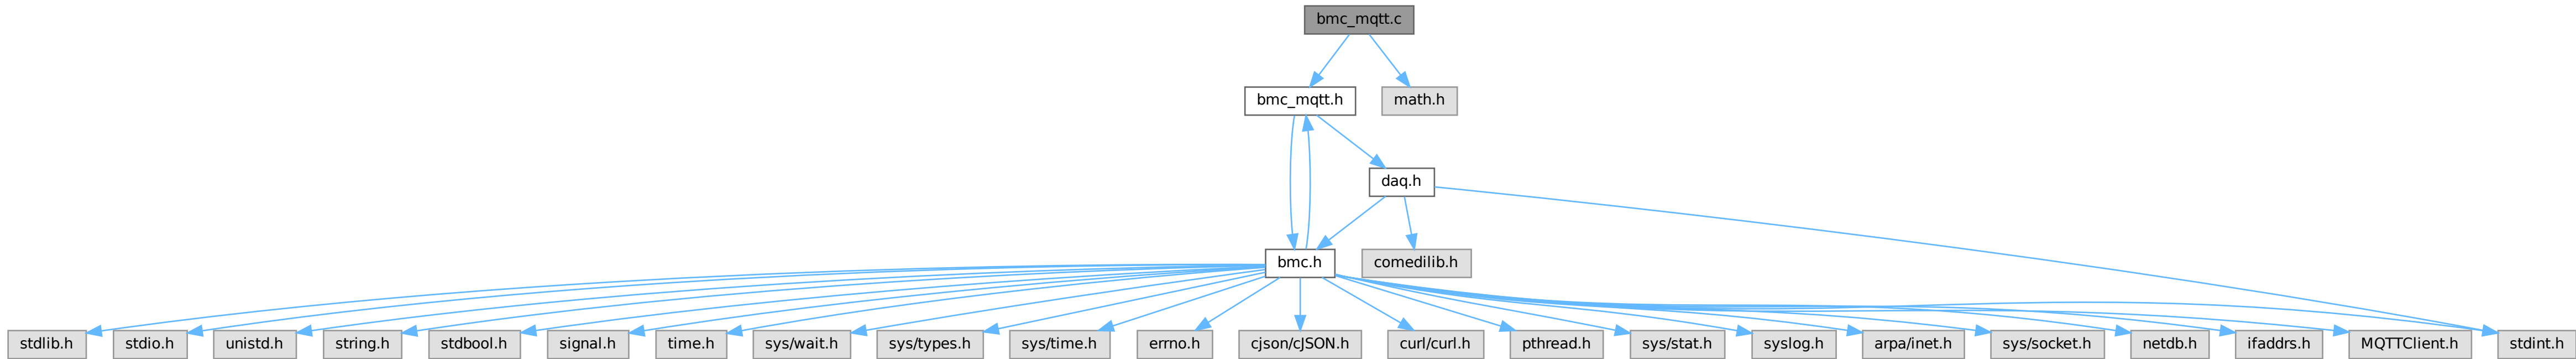 bmc_mqtt.c
bmc_mqtt.h
math.h
daq.h
bmc.h
comedilib.h
stdlib.h
stdio.h
unistd.h
string.h
stdbool.h
signal.h
time.h
sys/wait.h
sys/types.h
sys/time.h
errno.h
cjson/cJSON.h
curl/curl.h
pthread.h
sys/stat.h
syslog.h
arpa/inet.h
sys/socket.h
netdb.h
ifaddrs.h
MQTTClient.h
stdint.h